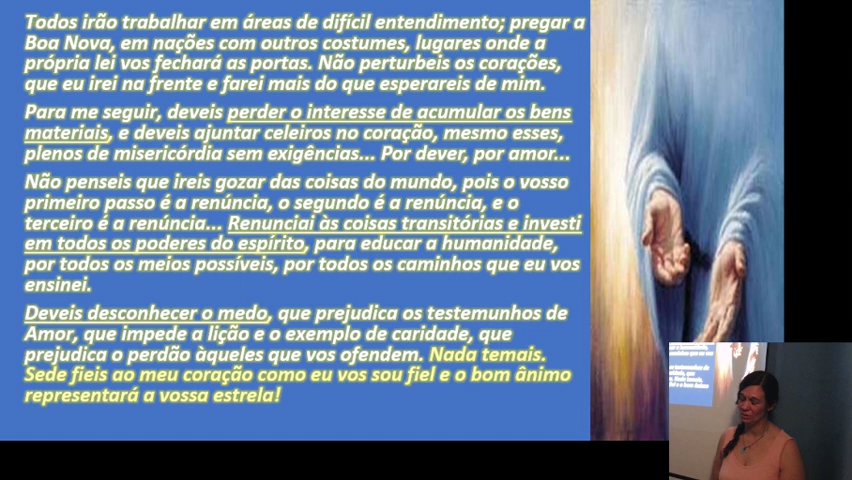 Todos irão trabalhar em áreas de difícil entendimento; pregar a
Boa Nova, em nações com outros costumes, lugares onde a
própria lei vos fechará as portas. Não perturbeis os corações,
que eu irei na frente e farei mais do que esperareis de mim.
Para me seguir, deveis perder o interesse de acumular os bens
materiais, e deveis ajuntar celeiros no coração, mesmo esses,
plenos de misericórdia sem exigências... Por dever, por amor...
Não penseis que ireis gozar das coisas do mundo, pois o vosso
primeiro passo é a renúncia, o segundo é a renúncia, e o
terceiro é a renúncia... Renunciai às coisas transitórias e investi
em todos os poderes do espírito, para educar a humanidade,
por todos os meios possíveis, por todos os caminhos que eu vos
ensinei.
Deveis desconhecer o medo, que prejudica os testemunhos de
Amor, que impede a lição e o exemplo de caridade, que
prejudica o perdão àqueles que vos ofendem. Nada temais.
Sede fieis ao meu coração como eu vos sou fiel e o bom ânimo
representará a vossa estrela!